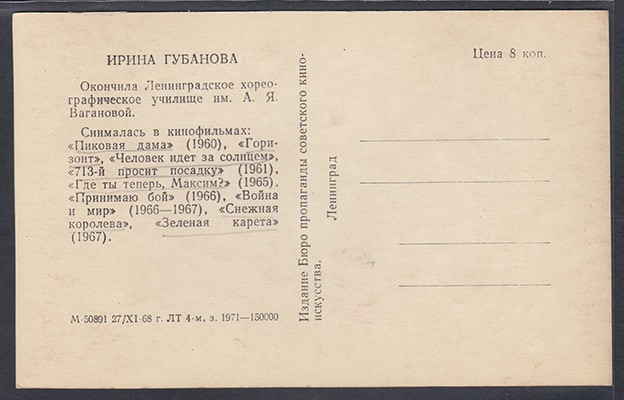 ИРИНА ГУБАНОВА
Окончила Ленинградское хорео-
графическое училище им. А. Я.
Вагановой.
Снималась в кинофильмах:
«Пиковая дама» (1960), «Гори-
зонт», «Человек идет за солнцем»,
«713-й просит посадку» (1961),
«Где ты теперь, Максим?» (1965).
«Принимаю бой» (1966), «Война
и мир» (1966—1967), «Снежная
королева», «Зеленая карета»
(1967).
М-50891 27/XI-68 г. ЛТ 4-м, з. 1971—150000
Издание Бюро пропаганды советского кино-
искусства.
Ленинград
Цена 8 коп.